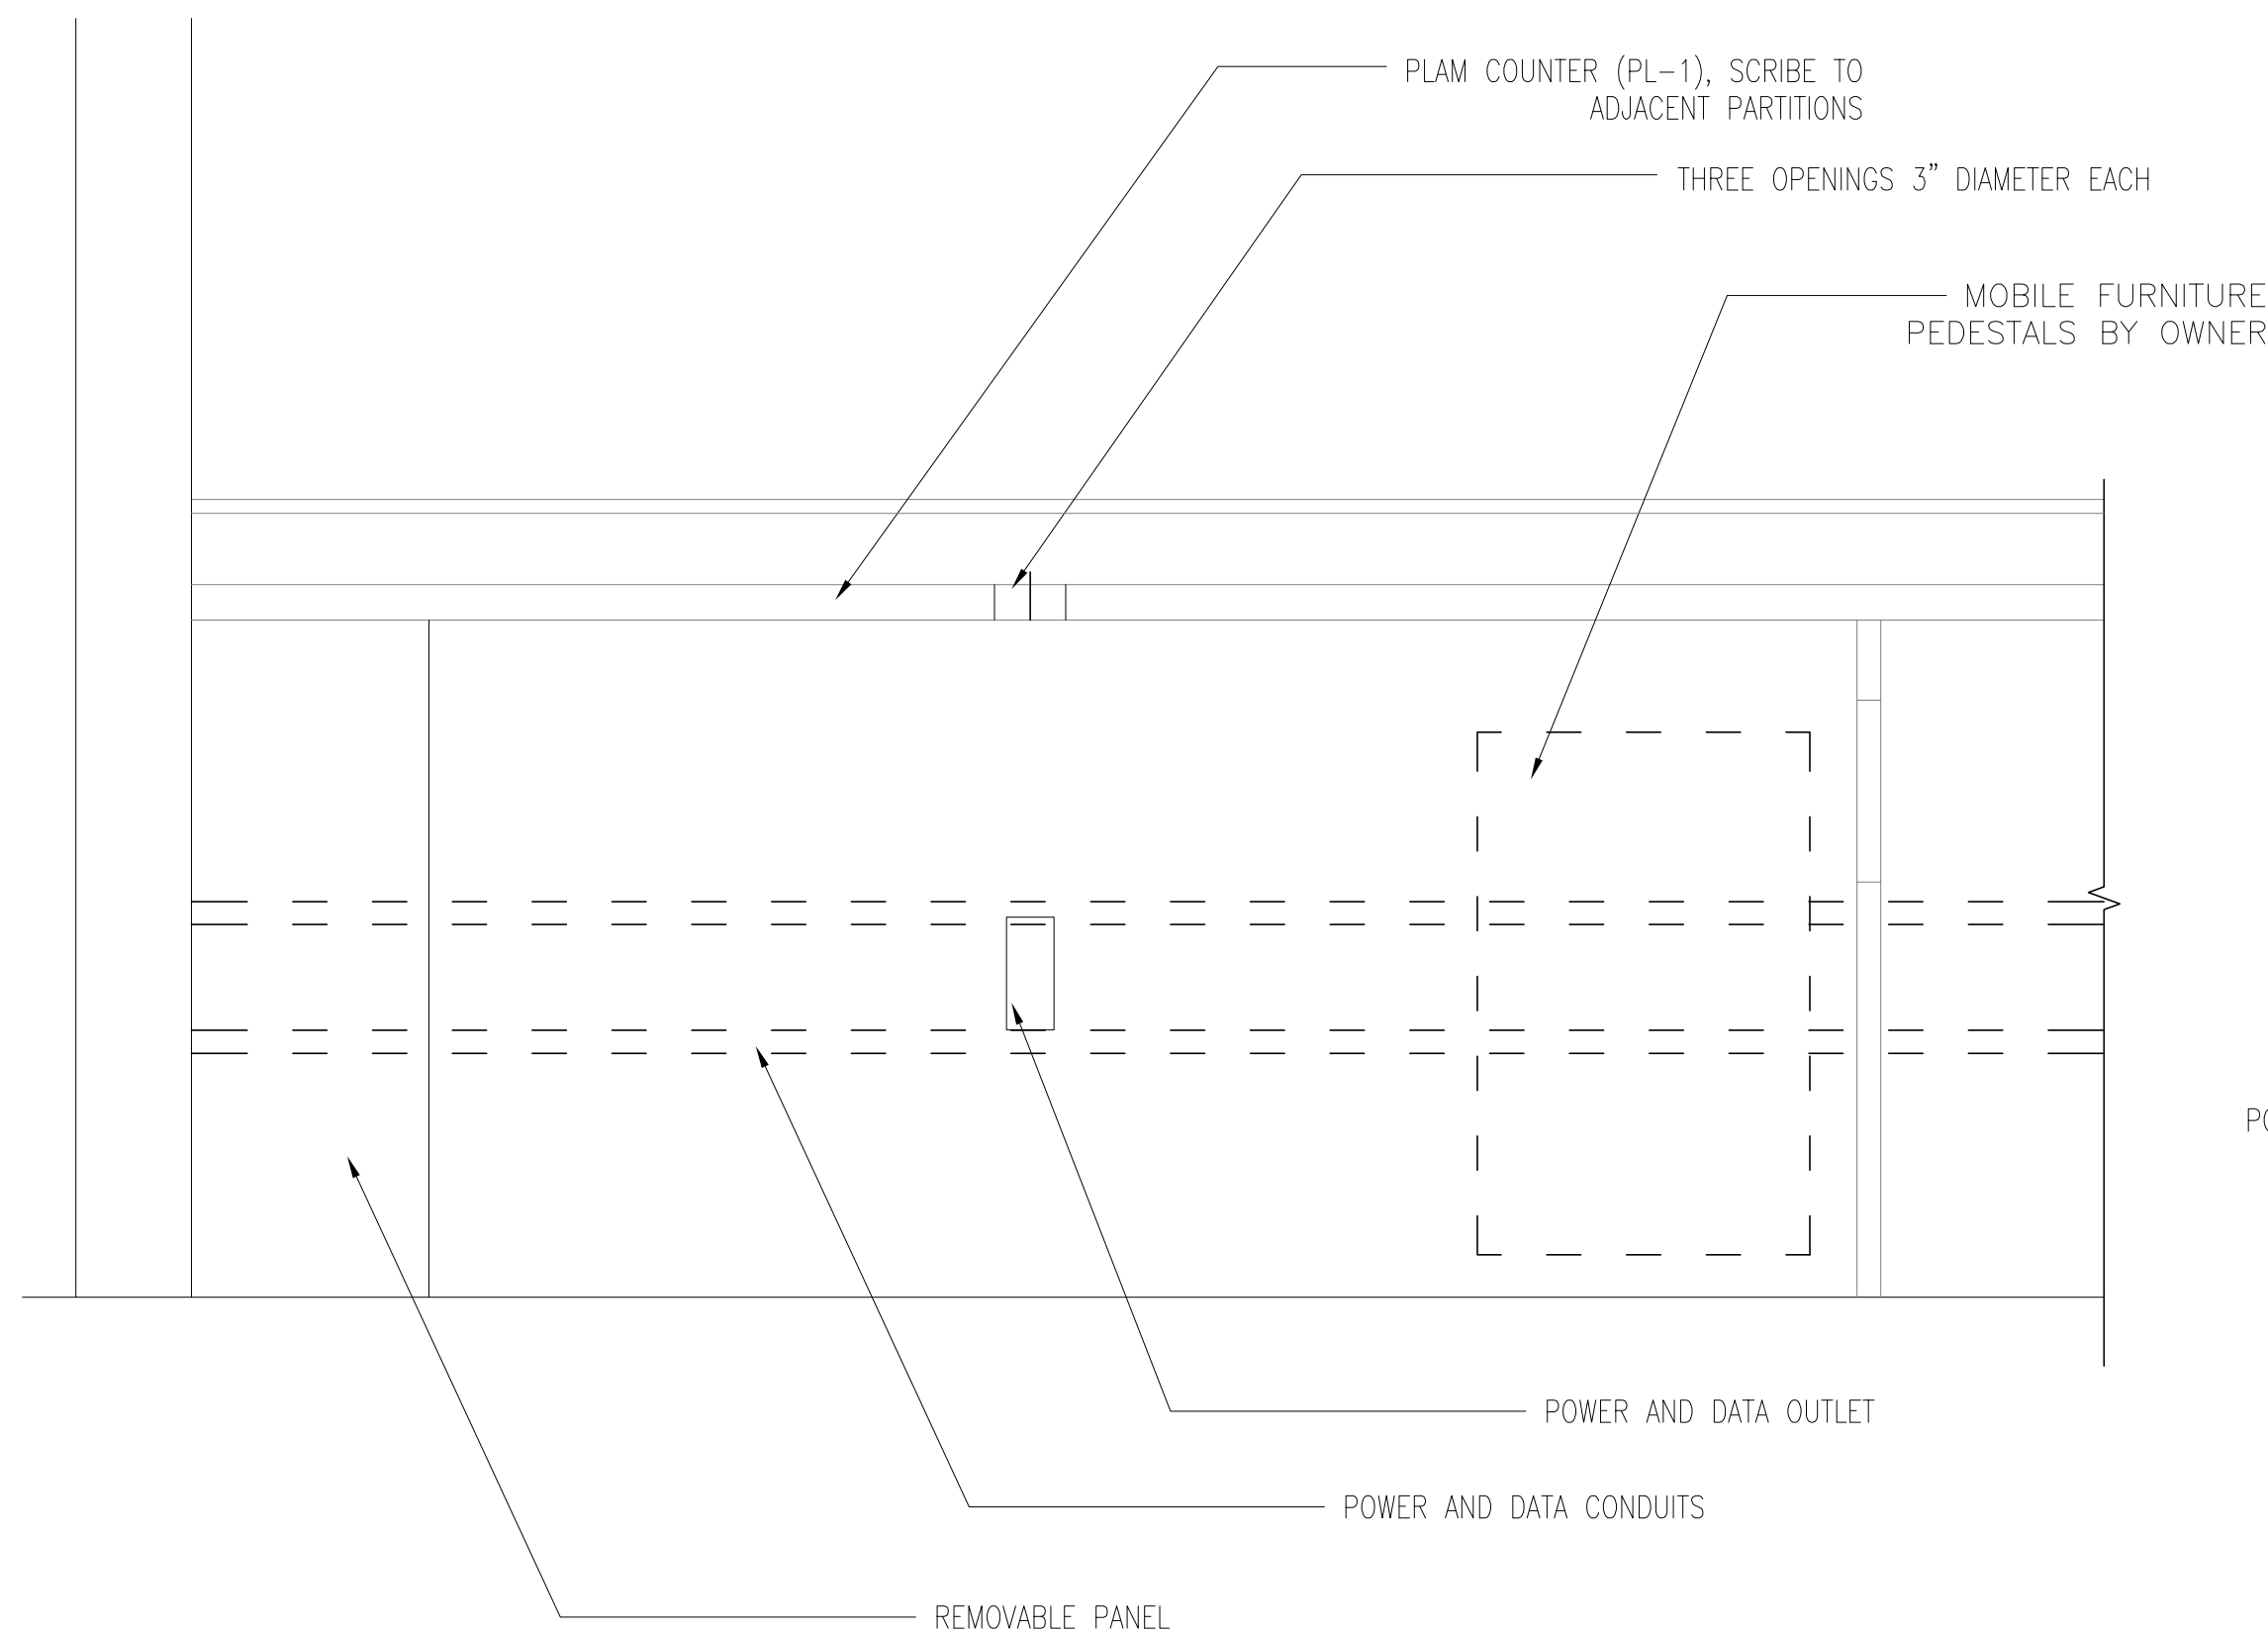 PLAM COUNTER (PL-1), SCRIBE TO
ADJACENT PARTITIONS
THREE OPENINGS 3" DIAMETER EACH
MOBILE FURNITURE
PEDESTALS BY OWNER
POWER AND DATA OUTLET
POWER AND DATA CONDUITS
REMOVABLE PANEL